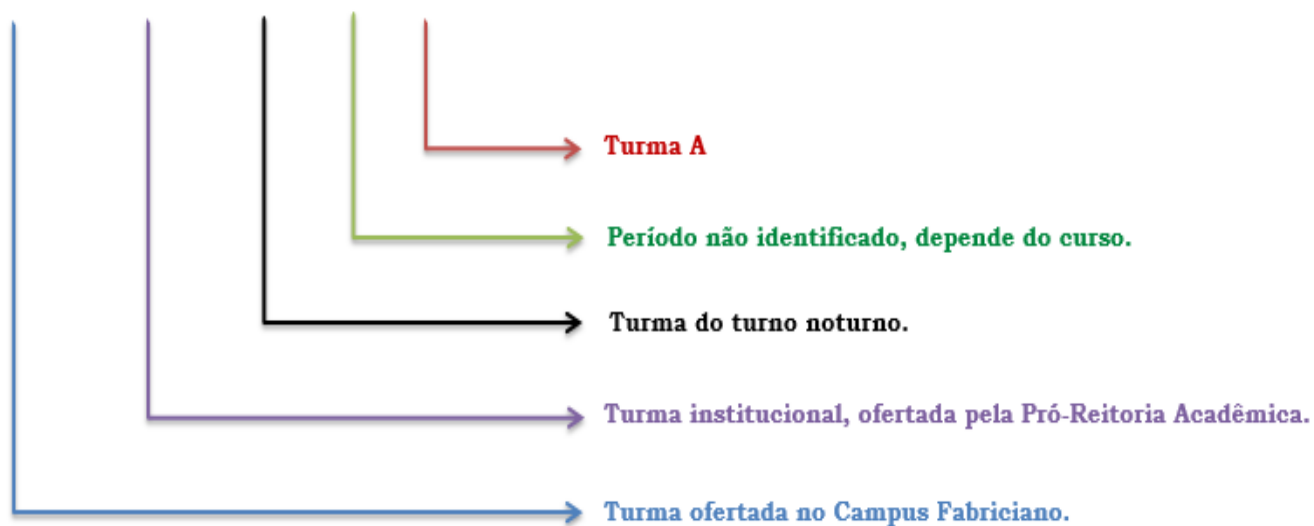 Turma A
Período não identificado, depende do curso.
Turma do turno noturno.
Turma institucional, ofertada pela Pró-Reitoria Acadêmica.
Turma ofertada no Campus Fabriciano.